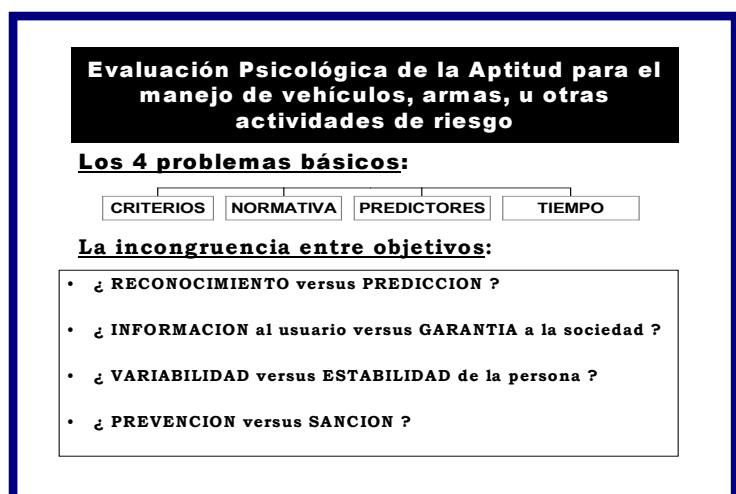 Evaluación Psicológica de la Aptitud para el
manejo de vehículos, armas, u otras
actividades de riesgo
Los 4 problemas básicos:
CRITERIOS NORMATIVA PREDICTORES TIEMPO
La incongruencia entre objetivos:
• ¿ RECONOCIMIENTO versus PREDICCION ?
• ¿ INFORMACION al usuario versus GARANTIA a la sociedad ?
• ¿ VARIABILIDAD versus ESTABILIDAD de la persona ?
• ¿ PREVENCION versus SANCION ?